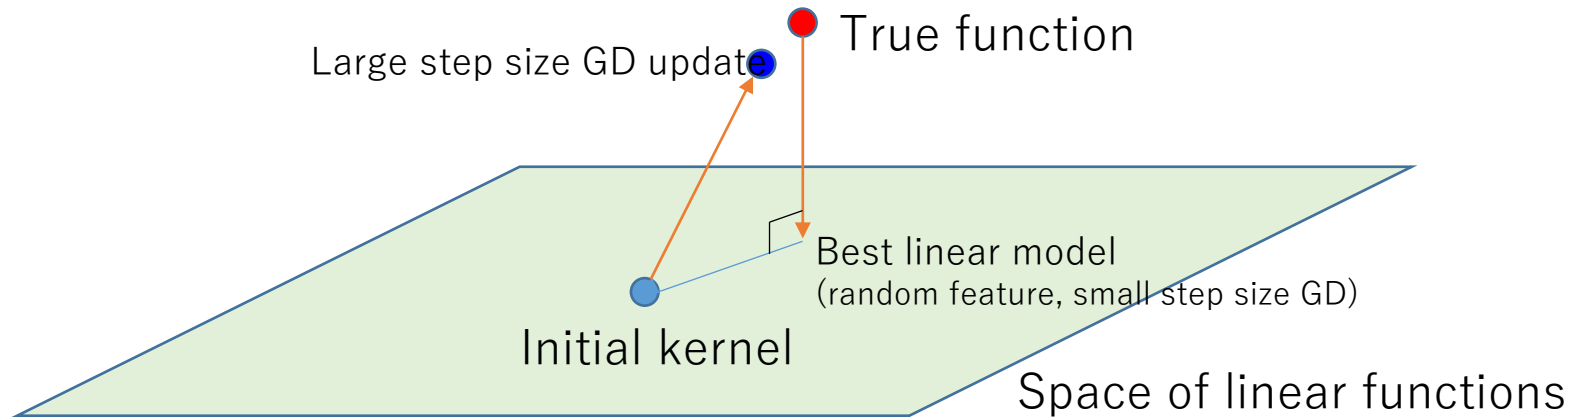 True function
Large step size GD update
Best linear model
(random feature, small step size GD)
Initial kernel
Space of linear functions